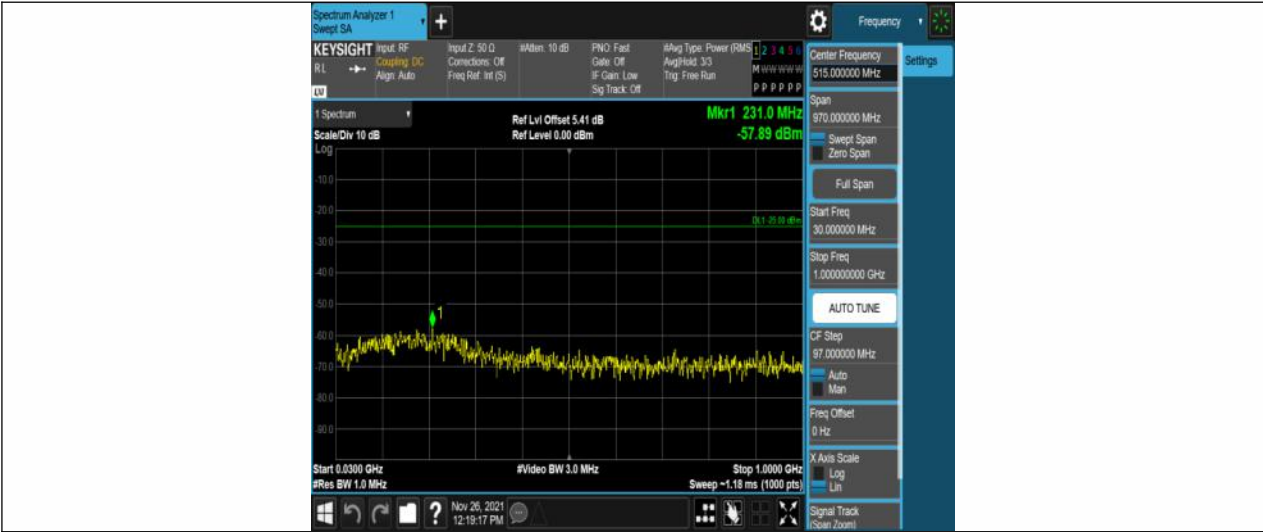 Spectrum Analyzer 1
Swept SA
+
Frequency
KEYSIGHT
Input: RF
Coupling: DC
Align: Auto
Input Z: 50 Ω
Corrections: Off
Freq Ref: Int (S)
#Atten: 10 dB
PNO: Fast
Gate: Off
IF Gain: Low
Sig Track: Off
#Avg Type: Power (RMS
Avg|Hold: 3/3
Trig: Free Run
1 2 3 4 5 6
M W W W W W
P P P P P P
R L
LV
Settings
Center Frequency
515.000000 MHz
Span
970.000000 MHz
Swept Span
Zero Span
Full Span
Start Freq
30.000000 MHz
Stop Freq
1.000000000 GHz
AUTO TUNE
CF Step
97.000000 MHz
Auto
Man
Freq Offset
0 Hz
X Axis Scale
Log
Lin
Signal Track
(Span Zoom)
1 Spectrum
Scale/Div 10 dB
Log
Ref Lvl Offset 5.41 dB
Ref Level 0.00 dBm
Mkr1 231.0 MHz
-57.89 dBm
-10.0
-20.0
DL1 -25.00 dBm
-30.0
-40.0
-50.0
1
-60.0
-70.0
-80.0
-90.0
Start 0.0300 GHz
#Res BW 1.0 MHz
#Video BW 3.0 MHz
Stop 1.0000 GHz
Sweep ~1.18 ms (1000 pts)
?
Nov 26, 2021
12:19:17 PM